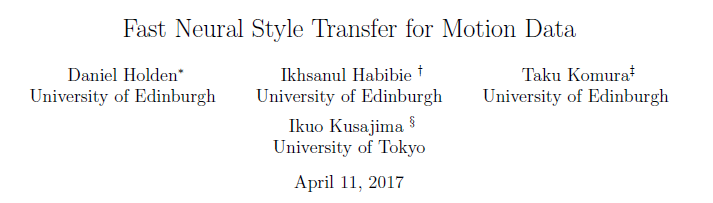 Fast Neural Style Transfer for Motion Data
Daniel Holden* Ikhsanul Habibie † Taku Komura‡
University of Edinburgh University of Edinburgh University of Edinburgh
Ikuo Kusajima §
University of Tokyo
April 11, 2017